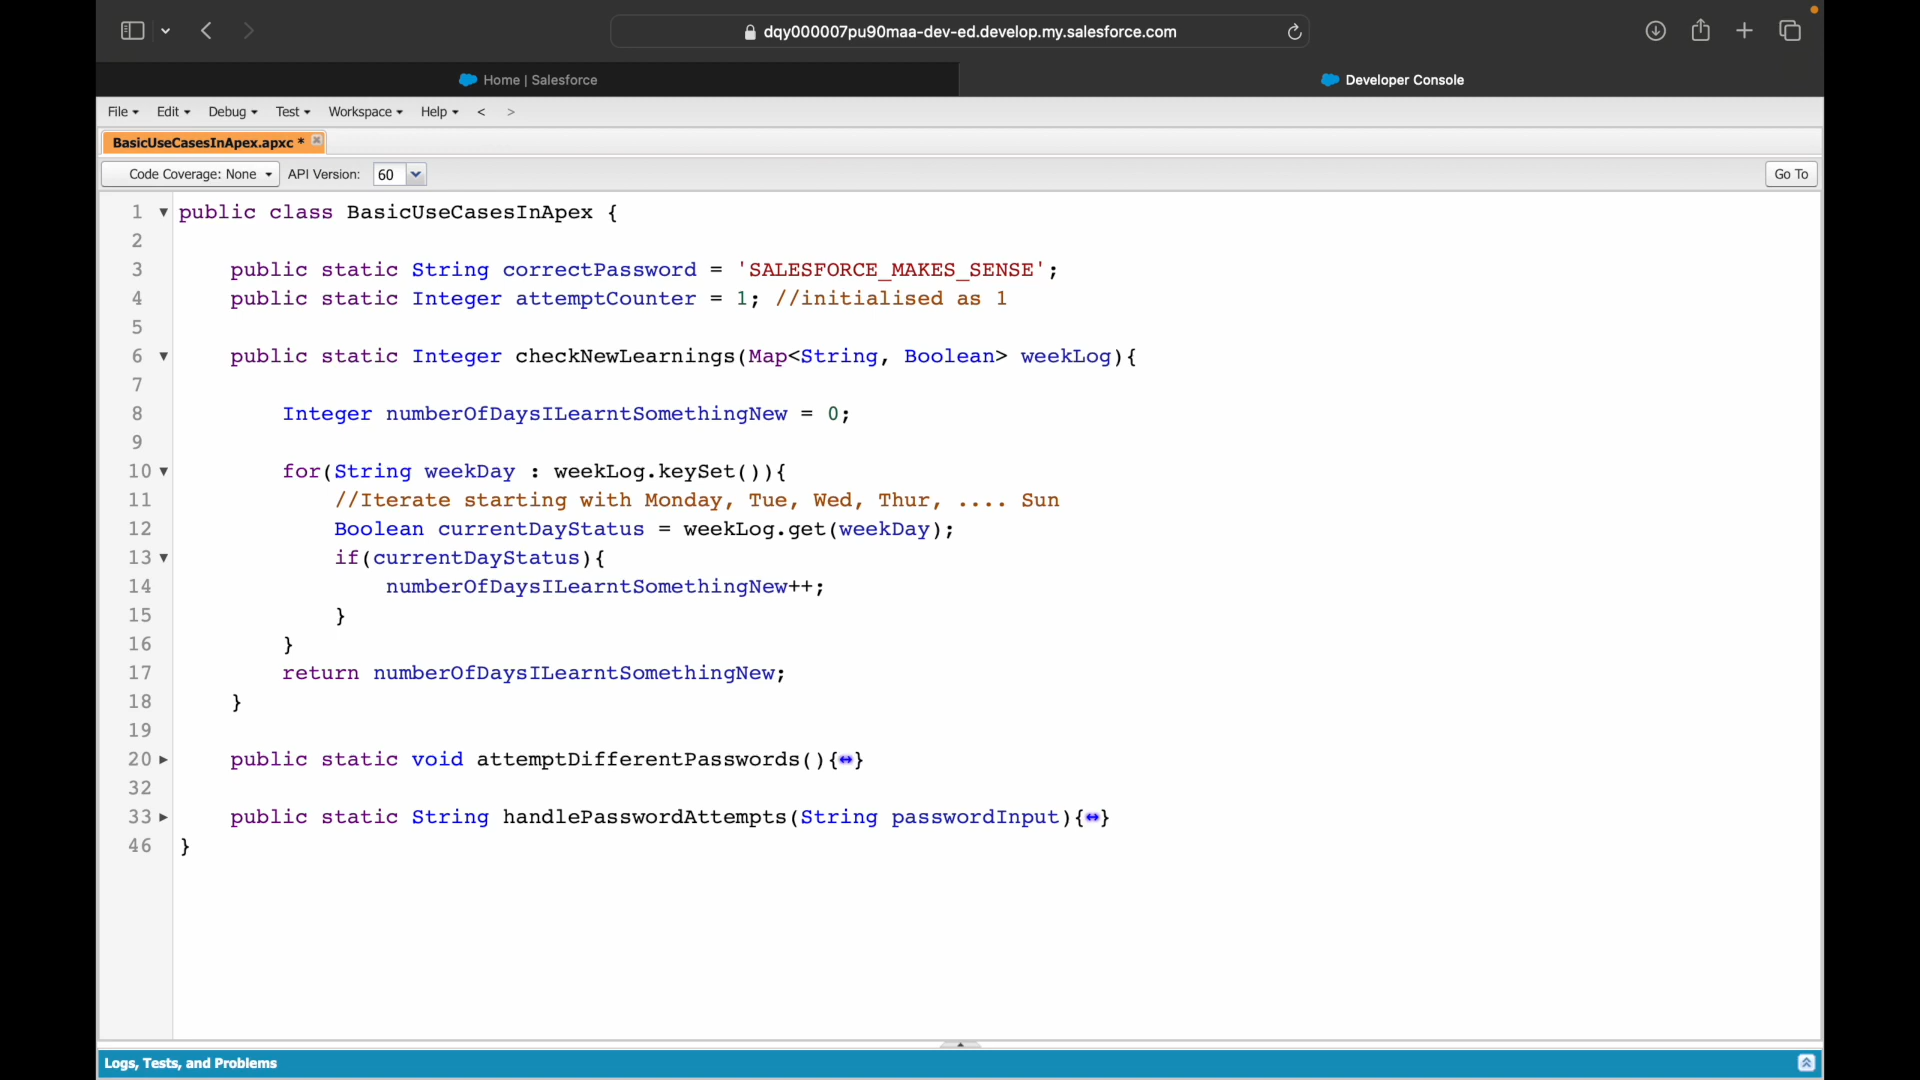 dqy000007pu90maa-dev-ed.develop.my.salesforce.com
Home | Salesforce
Developer Console
File Edit Debug Test Workspace Help < >
BasicUseCasesInApex.apxc *
Code Coverage: None API Version: 60 Go To
1 public class BasicUseCasesInApex {
2
3 public static String correctPassword = 'SALESFORCE_MAKES_SENSE';
4 public static Integer attemptCounter = 1; //initialised as 1
5
6 public static Integer checkNewLearnings(Map<String, Boolean> weekLog){
7
8 Integer numberOfDaysILearntSomethingNew = 0;
9
10 for(String weekDay : weekLog.keySet()){
11 //Iterate starting with Monday, Tue, Wed, Thur, .... Sun
12 Boolean currentDayStatus = weekLog.get(weekDay);
13 if(currentDayStatus){
14 numberOfDaysILearntSomethingNew++;
15 }
16 }
17 return numberOfDaysILearntSomethingNew;
18 }
19
20 public static void attemptDifferentPasswords(){↔}
32
33 public static String handlePasswordAttempts(String passwordInput){↔}
46 }
Logs, Tests, and Problems